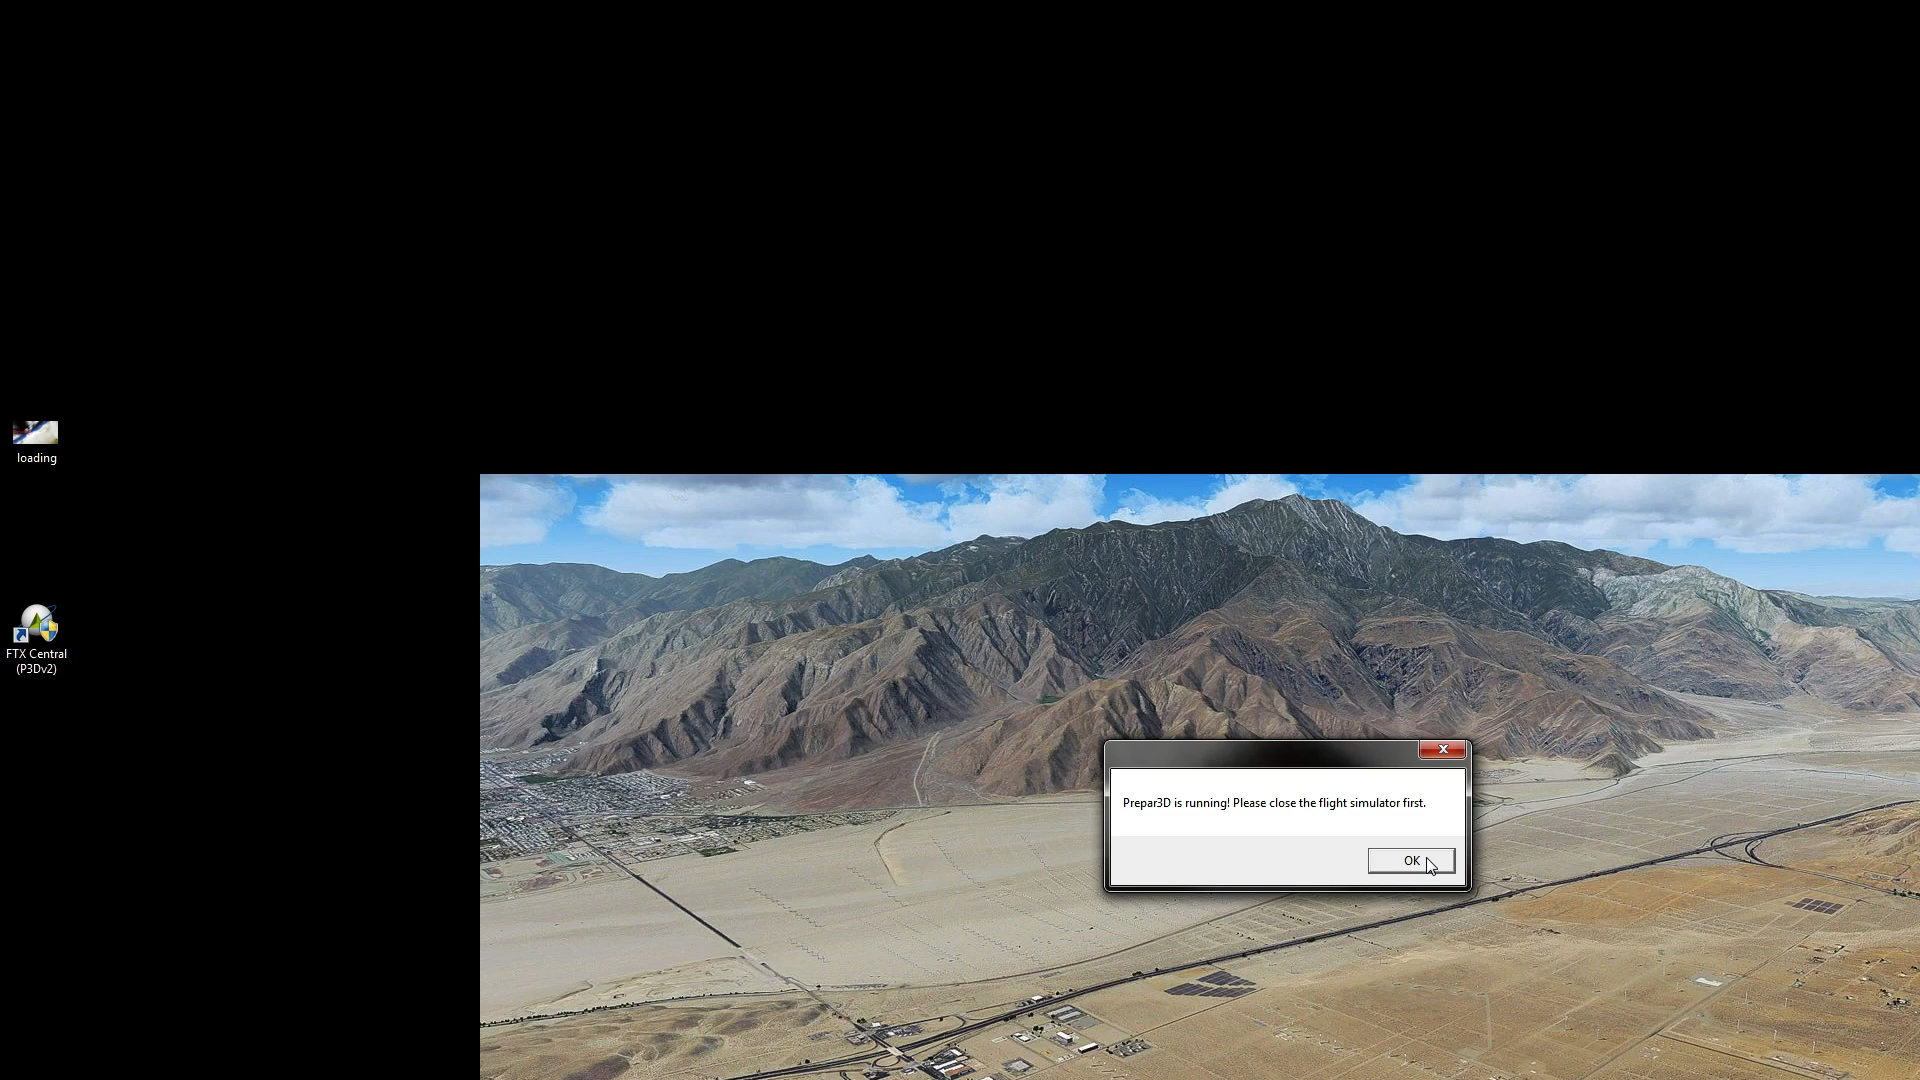 loading
FTX Central
(P3Dv2)
Prepar3D is running! Please close the flight simulator first.
OK